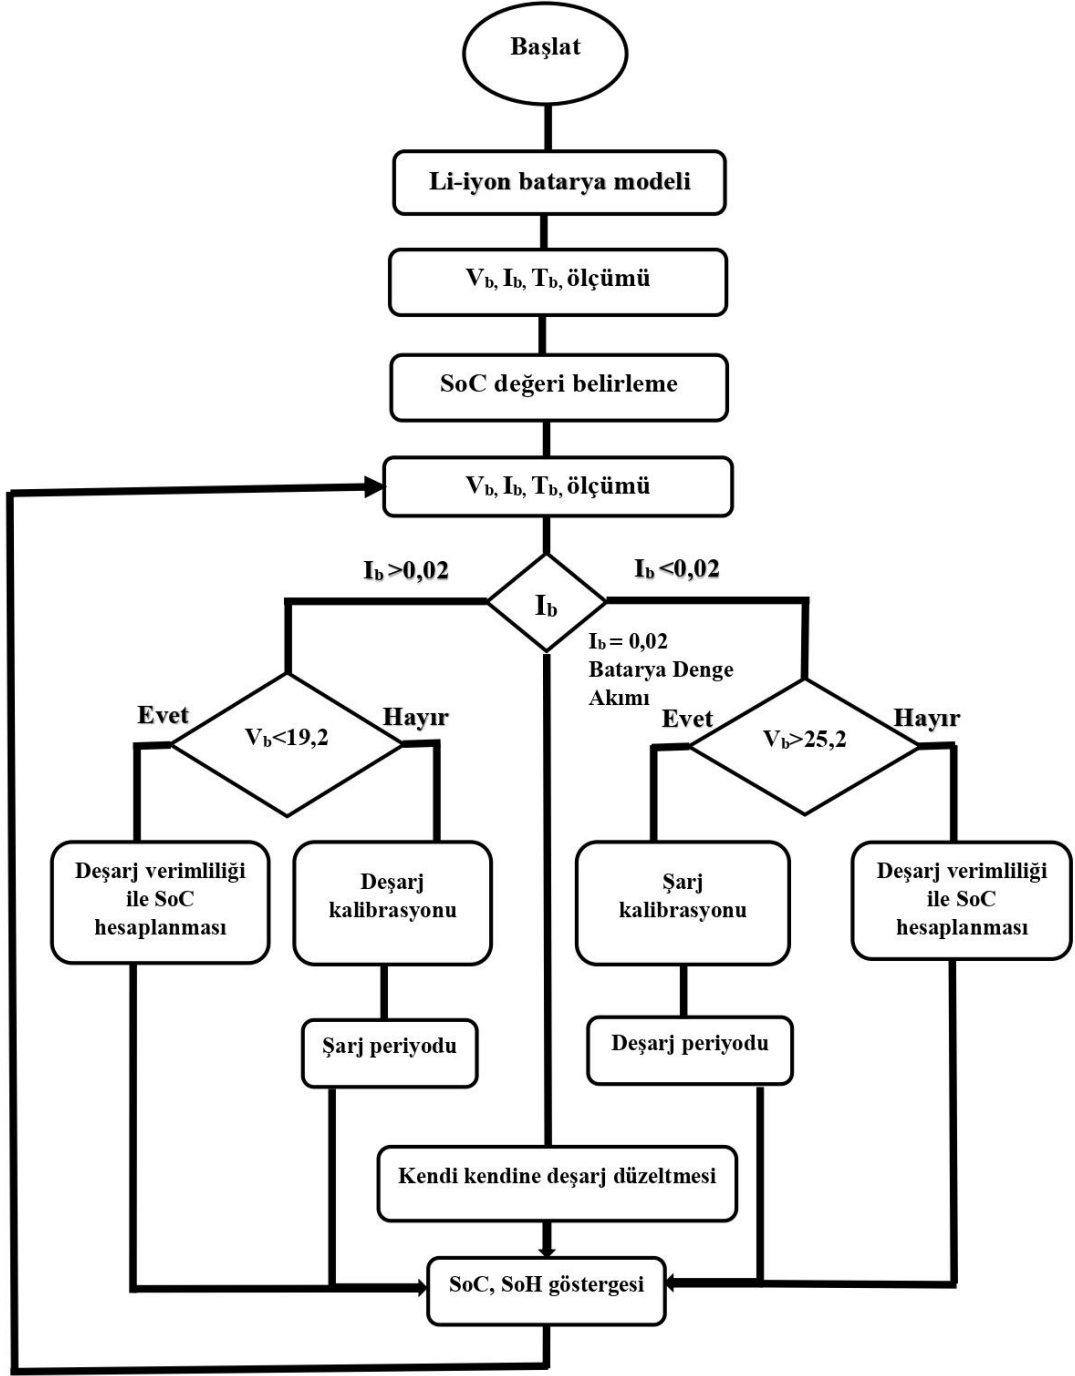 Başlat
Li-iyon batarya modeli
Vb, Ib, Tb, ölçümü
SoC değeri belirleme
Vb, Ib, Tb, ölçümü
Ib >0,02
Ib <0,02
Ib
Ib = 0,02
Batarya Denge
Akımı
Evet
Vb<19,2
Hayır
Evet
Vb>25,2
Hayır
Deşarj verimliliği
ile SoC
hesaplanması
Deşarj
kalibrasyonu
Şarj
kalibrasyonu
Deşarj verimliliği
ile SoC
hesaplanması
Şarj periyodu
Deşarj periyodu
Kendi kendine deşarj düzeltmesi
SoC, SoH göstergesi